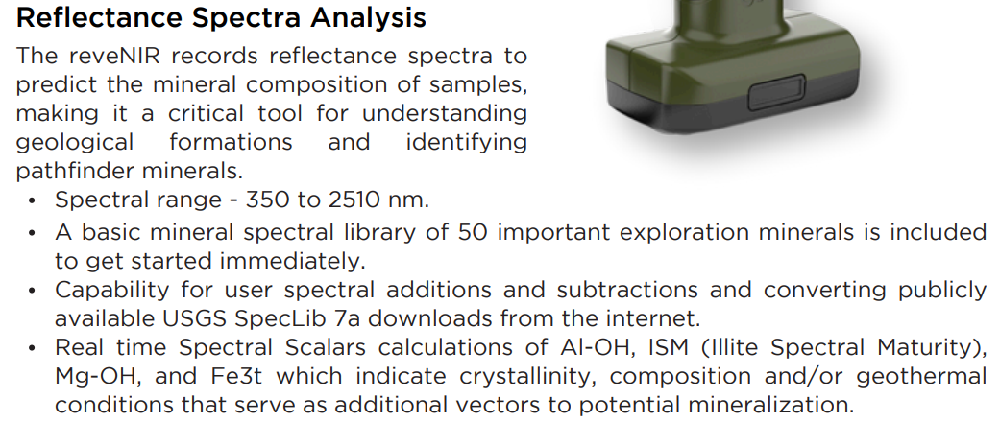 Reflectance Spectra Analysis
The reveNIR records reflectance spectra to
predict the mineral composition of samples,
making it a critical tool for understanding
geological formations and identifying
pathfinder minerals.
• Spectral range - 350 to 2510 nm.
• A basic mineral spectral library of 50 important exploration minerals is included
to get started immediately.
• Capability for user spectral additions and subtractions and converting publicly
available USGS SpecLib 7a downloads from the internet.
• Real time Spectral Scalars calculations of Al-OH, ISM (Illite Spectral Maturity),
Mg-OH, and Fe3t which indicate crystallinity, composition and/or geothermal
conditions that serve as additional vectors to potential mineralization.